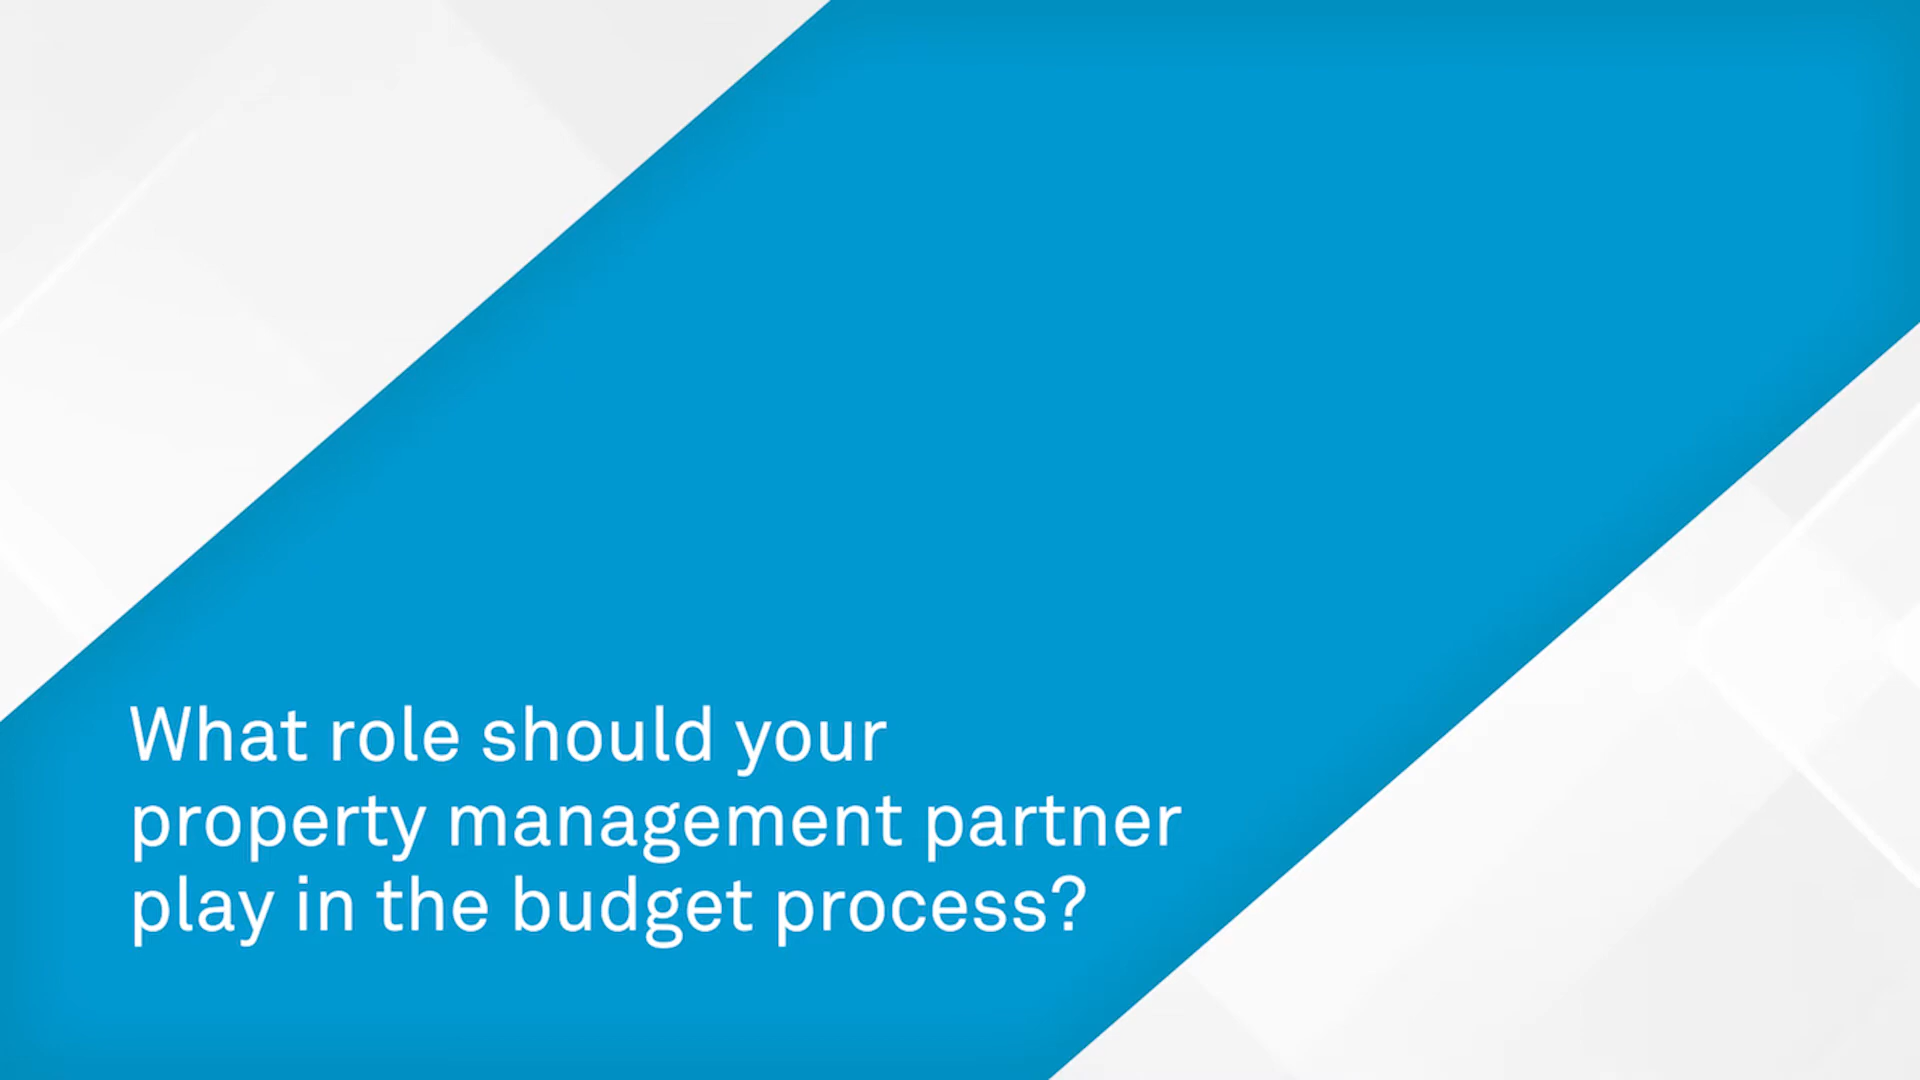 What role should your
property management partner
play in the budget process?